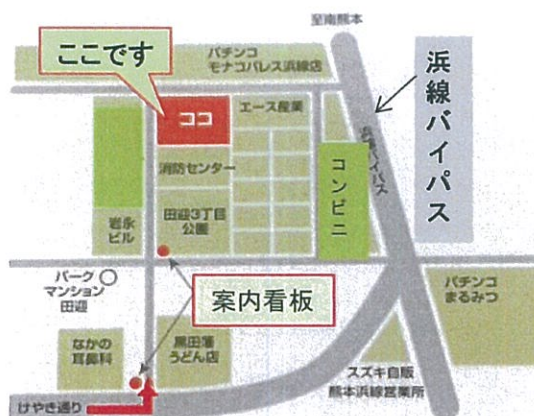 至南熊本
パチンコ
モナコパレス浜線店
ここです
浜線バイパス
ココ
エース産業
浜線バイパス
消防センター
コンビニ
岩永
ビル
田迎3丁目
公園
パーク
マンション
田迎
案内看板
パチンコ
まるみつ
なかの
耳鼻科
黒田藩
うどん店
スズキ自販
熊本浜線営業所
けやき通り